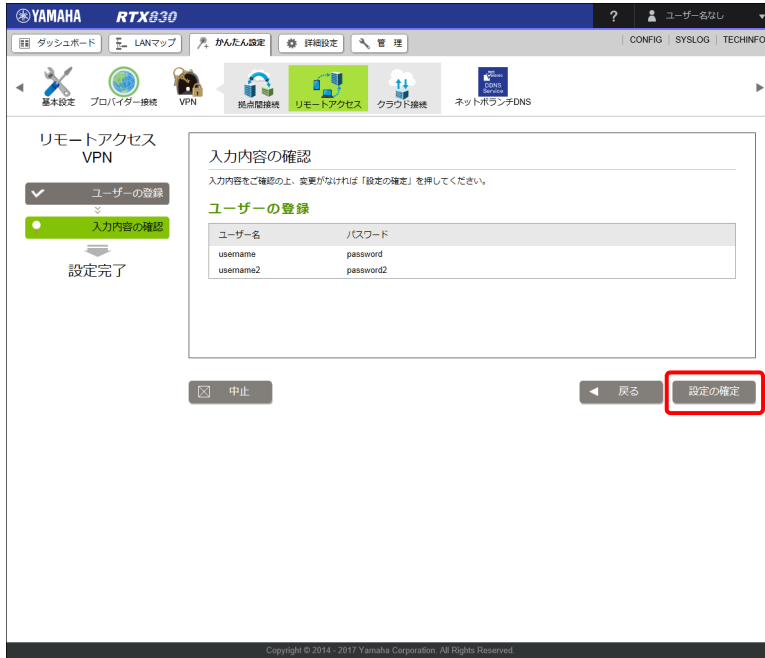 YAMAHA RTX830 ? ユーザー名なし
ダッシュボード LANマップ かんたん設定 詳細設定 管 理 CONFIG SYSLOG TECHINFO
基本設定 プロバイダー接続 VPN 拠点間接続 リモートアクセス クラウド接続 DDNS Service ネットボランチDNS
リモートアクセス
VPN
ユーザーの登録
入力内容の確認
設定完了
入力内容の確認
入力内容をご確認の上、変更がなければ「設定の確定」を押してください。
ユーザーの登録
ユーザー名 パスワード
username password
username2 password2
中止 戻る 設定の確定
Copyright © 2014 - 2017 Yamaha Corporation. All Rights Reserved.